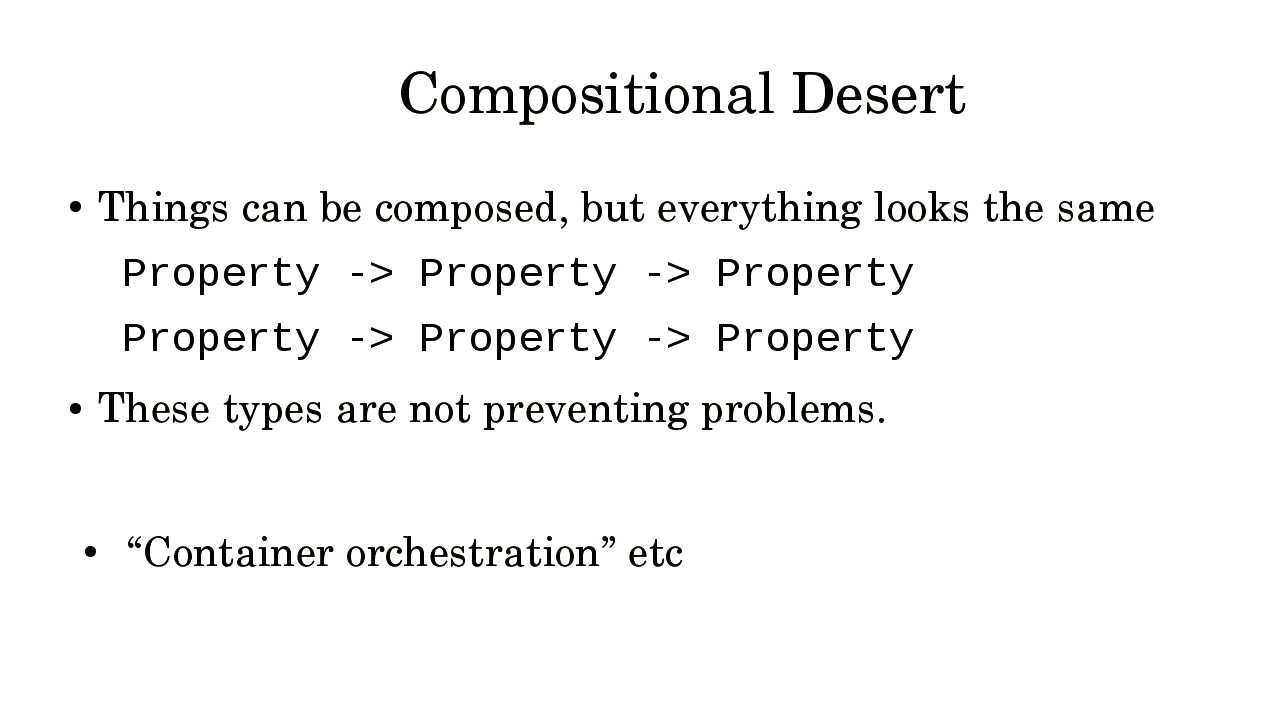 Compositional Desert
• Things can be composed, but everything looks the same
Property -> Property -> Property
Property -> Property -> Property
• These types are not preventing problems.
• “Container orchestration” etc